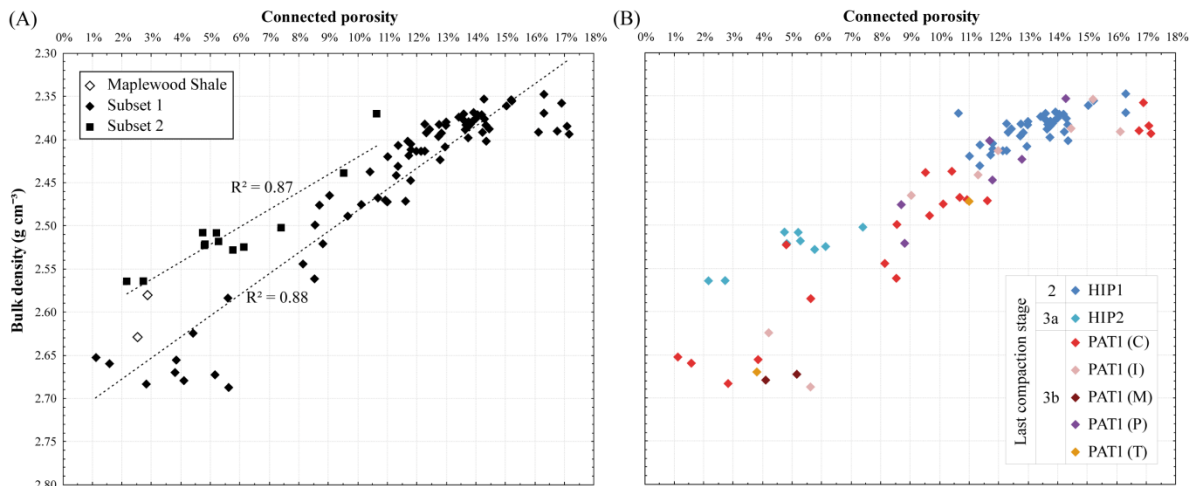 (A)
Connected porosity
0% 1% 2% 3% 4% 5% 6% 7% 8% 9% 10% 11% 12% 13% 14% 15% 16% 17% 18%
2.30
2.35
2.40
2.45
2.50
2.55
2.60
2.65
2.70
2.75
2.80
Bulk density (g cm⁻³)
Maplewood Shale
Subset 1
Subset 2
R² = 0.87
R² = 0.88
(B)
Connected porosity
0% 1% 2% 3% 4% 5% 6% 7% 8% 9% 10% 11% 12% 13% 14% 15% 16% 17% 18%
Last compaction stage
2 HIP1
3a HIP2
PAT1 (C)
PAT1 (I)
3b PAT1 (M)
PAT1 (P)
PAT1 (T)